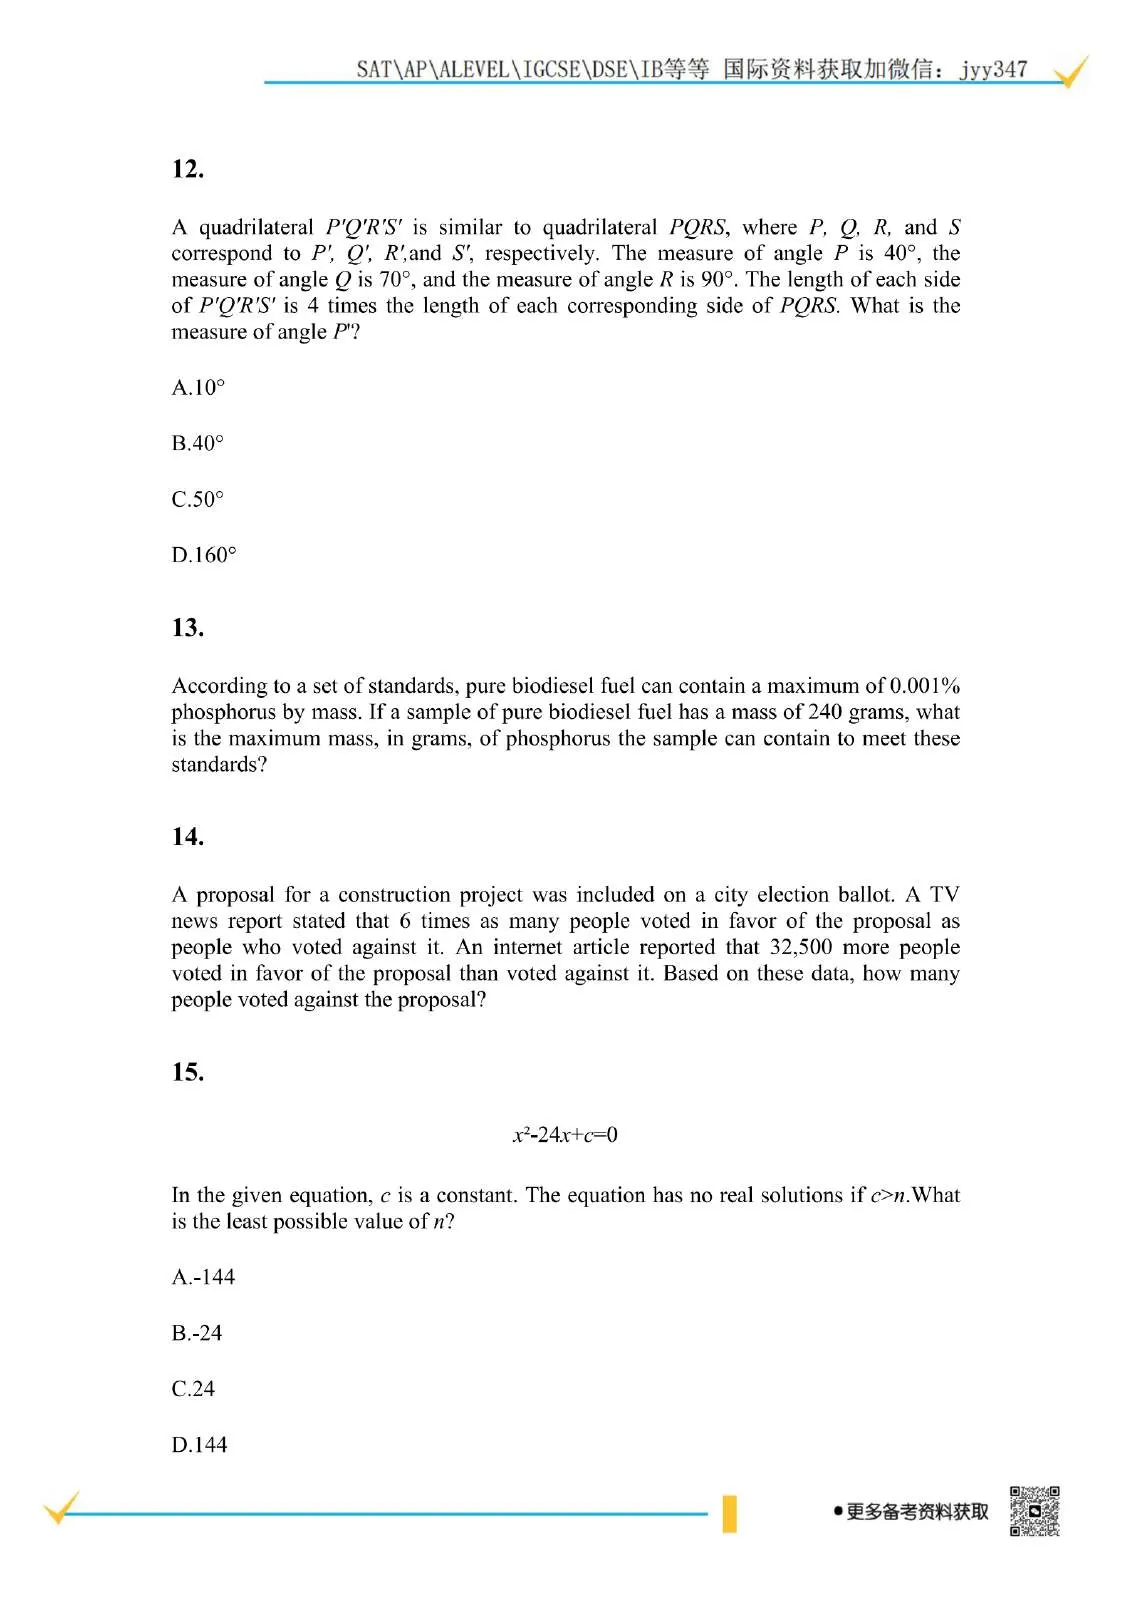 SAT\AP\ALEVEL\IGCSE\DSE\IB等等 国际资料获取加微信：jyy347
12.
A quadrilateral P'Q'R'S' is similar to quadrilateral PQRS, where P, Q, R, and S
correspond to P', Q', R',and S', respectively. The measure of angle P is 40°, the
measure of angle Q is 70°, and the measure of angle R is 90°. The length of each side
of P'Q'R'S' is 4 times the length of each corresponding side of PQRS. What is the
measure of angle P'?
A.10°
B.40°
C.50°
D.160°
13.
According to a set of standards, pure biodiesel fuel can contain a maximum of 0.001%
phosphorus by mass. If a sample of pure biodiesel fuel has a mass of 240 grams, what
is the maximum mass, in grams, of phosphorus the sample can contain to meet these
standards?
14.
A proposal for a construction project was included on a city election ballot. A TV
news report stated that 6 times as many people voted in favor of the proposal as
people who voted against it. An internet article reported that 32,500 more people
voted in favor of the proposal than voted against it. Based on these data, how many
people voted against the proposal?
15.
x²-24x+c=0
In the given equation, c is a constant. The equation has no real solutions if c>n.What
is the least possible value of n?
A.-144
B.-24
C.24
D.144
•更多备考资料获取